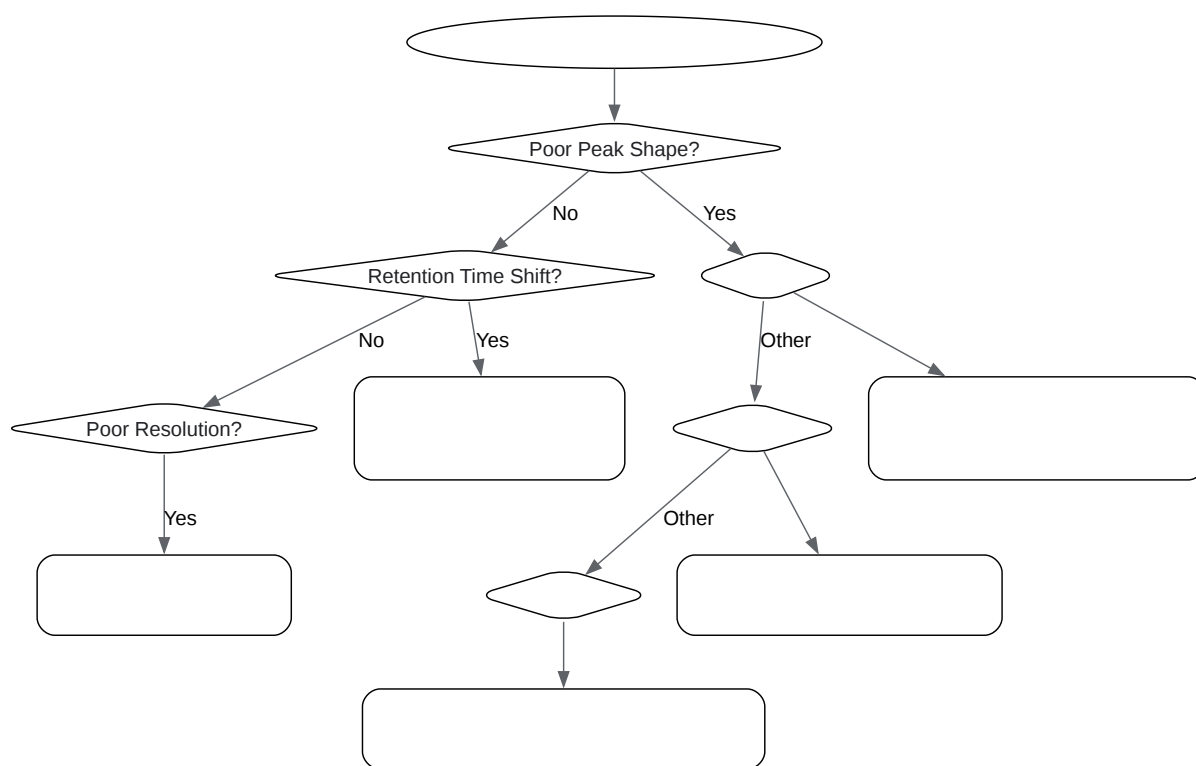 Poor Peak Shape?
No
Yes
Retention Time Shift?
No
Yes
Other
Poor Resolution?
Yes
Other